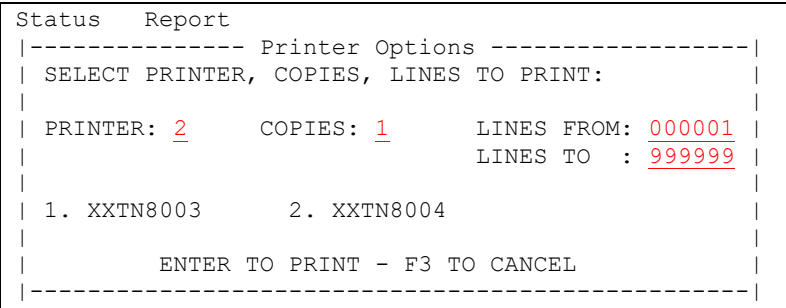 Status   Report
|--------------- Printer Options ------------------|
| SELECT PRINTER, COPIES, LINES TO PRINT:          |
|                                                  |
| PRINTER: 2     COPIES: 1      LINES FROM: 000001 |
|                               LINES TO  : 999999 |
|                                                  |
| 1. XXTN8003      2. XXTN8004                     |
|                                                  |
|         ENTER TO PRINT – F3 TO CANCEL            |
|--------------------------------------------------|